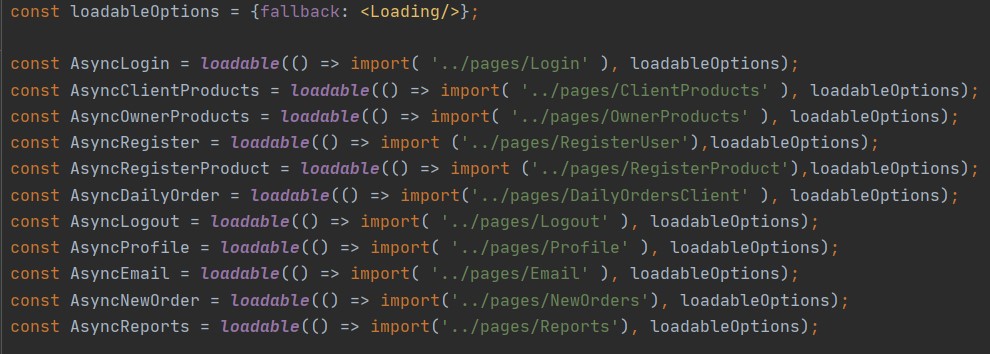 const loadableOptions = {fallback: <Loading/>};
const AsyncLogin = loadable(() => import( '../pages/Login' ), loadableOptions);
const AsyncClientProducts = loadable(() => import( '../pages/ClientProducts' ), loadableOptions);
const AsyncOwnerProducts = loadable(() => import( '../pages/OwnerProducts' ), loadableOptions);
const AsyncRegister = loadable(() => import ('../pages/RegisterUser'),loadableOptions);
const AsyncRegisterProduct = loadable(() => import ('../pages/RegisterProduct'),loadableOptions);
const AsyncDailyOrder = loadable(() => import('../pages/DailyOrdersClient' ), loadableOptions);
const AsyncLogout = loadable(() => import( '../pages/Logout' ), loadableOptions);
const AsyncProfile = loadable(() => import( '../pages/Profile' ), loadableOptions);
const AsyncEmail = loadable(() => import( '../pages/Email' ), loadableOptions);
const AsyncNewOrder = loadable(() => import('../pages/NewOrders'), loadableOptions);
const AsyncReports = loadable(() => import('../pages/Reports'), loadableOptions);